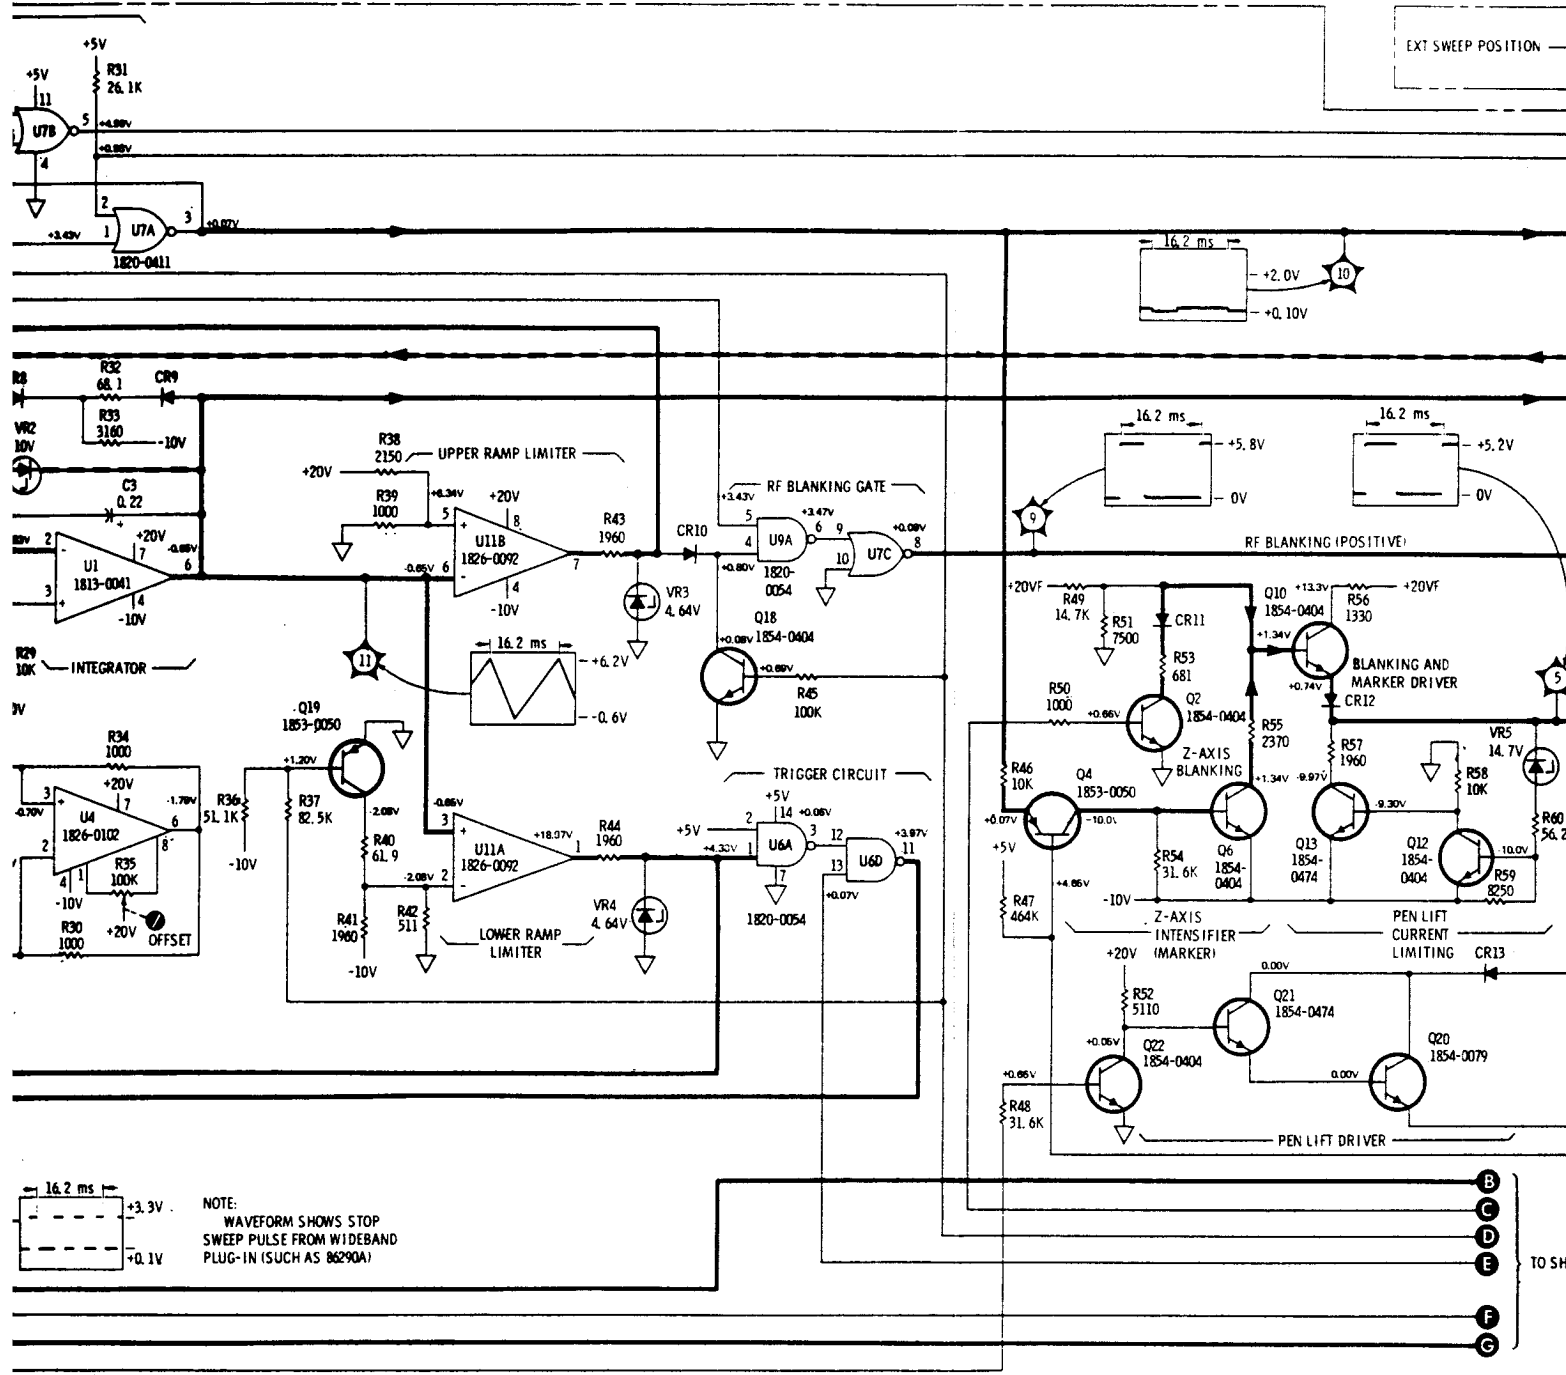 EXT SWEEP POSITION
+5V
R31
26.1K
+5V
11
U7B
5
+4.98V
4
+0.98V
2
1
U7A
3
+0.07V
+3.43V
1820-0411
16.2 ms
+2.0V
+0.10V
10
R8
R32
68.1
CR9
R33
3160
-10V
VR2
10V
C3
0.22
+
+20V
7
2
-
U1
1813-0041
6
-0.65V
3
+
4
-10V
R29
10K
INTEGRATOR
R38
2150
UPPER RAMP LIMITER
+20V
R39
1000
+6.34V
5
+
+20V
8
U11B
1826-0092
-0.65V
6
-
4
-10V
7
R43
1960
VR3
4.64V
CR10
RF BLANKING GATE
+3.43V
5
4
U9A
+3.47V
6
9
10
U7C
+0.09V
8
+0.80V
1820-
0054
Q18
1854-0404
+0.08V
+0.69V
R45
100K
11
16.2 ms
+6.2V
-0.6V
16.2 ms
+5.8V
0V
9
16.2 ms
+5.2V
0V
RF BLANKING (POSITIVE)
+20VF
R49
14.7K
R51
7500
CR11
R53
681
R50
1000
+0.66V
Q2
1854-0404
Z-AXIS
BLANKING
Q10
1854-0404
+13.3V
R56
1330
+20VF
+1.34V
+0.74V
BLANKING AND
MARKER DRIVER
CR12
5
R55
2370
+1.34V
R57
1960
-9.97V
R58
10K
-9.30V
VR5
14.7V
R60
56.2
-10.0V
R59
8250
Q12
1854-
0404
Q13
1854-
0474
Q6
1854-
0404
R46
10K
Q4
1853-0050
+0.07V
-10.0V
+5V
+4.65V
R54
31.6K
-10V
R47
464K
Z-AXIS
INTENSIFIER
(MARKER)
PEN LIFT
CURRENT
LIMITING
CR13
R34
1000
+20V
3
+
7
-0.70V
U4
1826-0102
-1.79V
6
2
8
4
1
R35
100K
-10V
+20V
OFFSET
R30
1000
R36
51.1K
-10V
R37
82.5K
Q19
1853-0050
+1.20V
-2.08V
R40
61.9
-2.08V
R41
1960
-10V
R42
511
-0.65V
3
+
2
-
U11A
1826-0092
+18.97V
1
R44
1960
LOWER RAMP
LIMITER
VR4
4.64V
TRIGGER CIRCUIT
+5V
+5V
2
14
+0.06V
+4.33V
1
U6A
3
12
7
13
U6D
+3.97V
11
+0.07V
1820-0054
+20V
R52
5110
0.00V
Q21
1854-0474
+0.05V
Q22
1854-0404
+0.66V
R48
31.6K
0.00V
Q20
1854-0079
PEN LIFT DRIVER
16.2 ms
+3.3V
+0.1V
NOTE:
WAVEFORM SHOWS STOP
SWEEP PULSE FROM WIDEBAND
PLUG-IN (SUCH AS 86290A)
B
C
D
E
F
G
TO SH